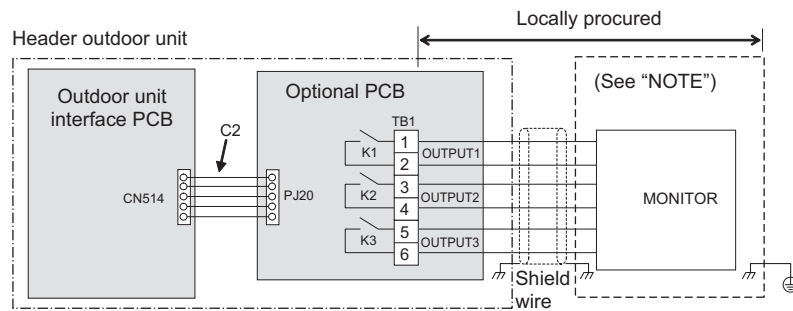 Locally procured
Header outdoor unit
(See “NOTE”)
Outdoor unit
interface PCB
Optional PCB
C2
TB1
K1
1
2
OUTPUT1
CN514
PJ20
K2
3
4
OUTPUT2
MONITOR
K3
5
6
OUTPUT3
Shield
wire